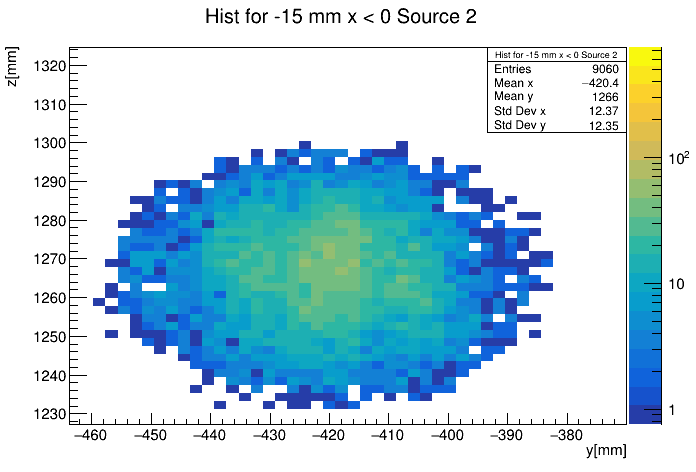 Hist for -15 mm x < 0 Source 2
z[mm]
1320
1310
1300
1290
1280
1270
1260
1250
1240
1230
Hist for -15 mm x < 0 Source 2
Entries 9060
Mean x −420.4
Mean y 1266
Std Dev x 12.37
Std Dev y 12.35
10²
10
1
−460 −450 −440 −430 −420 −410 −400 −390 −380
y[mm]